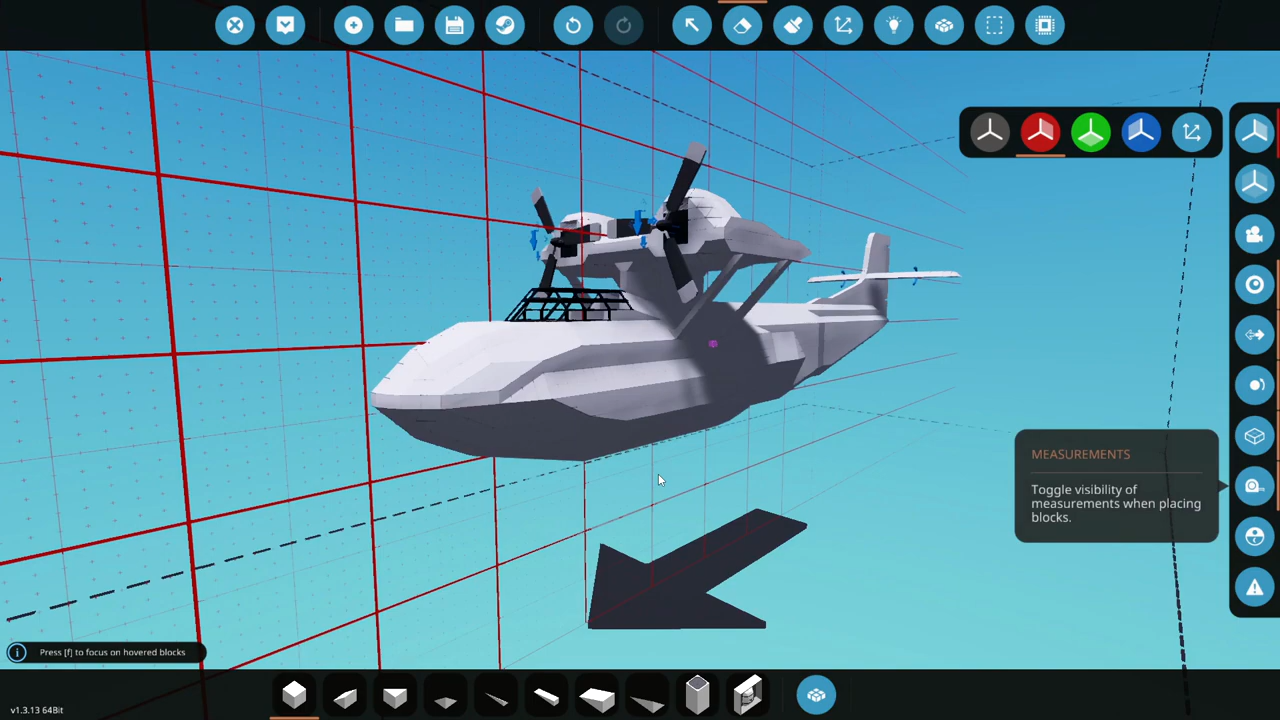 MEASUREMENTS
Toggle visibility of
measurements when placing
blocks.
Press [f] to focus on hovered blocks
v1.3.13 64Bit